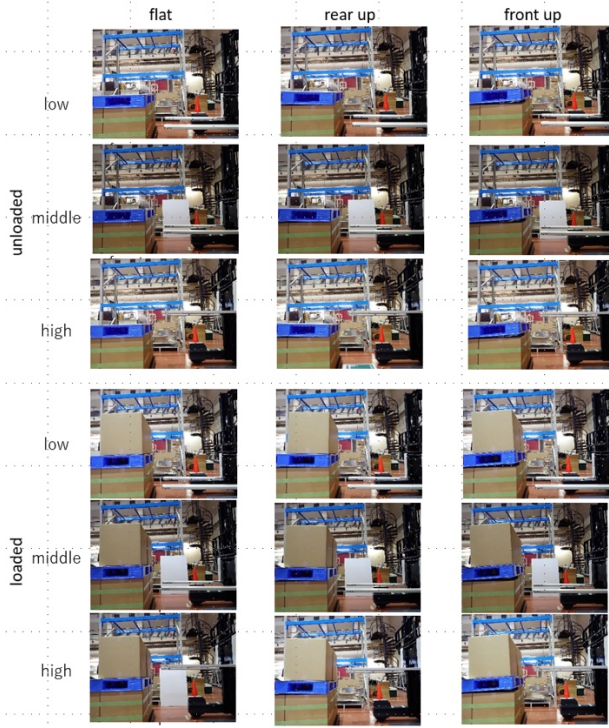 flat rear up front up
low
unloaded
middle
high
low
loaded
middle
high